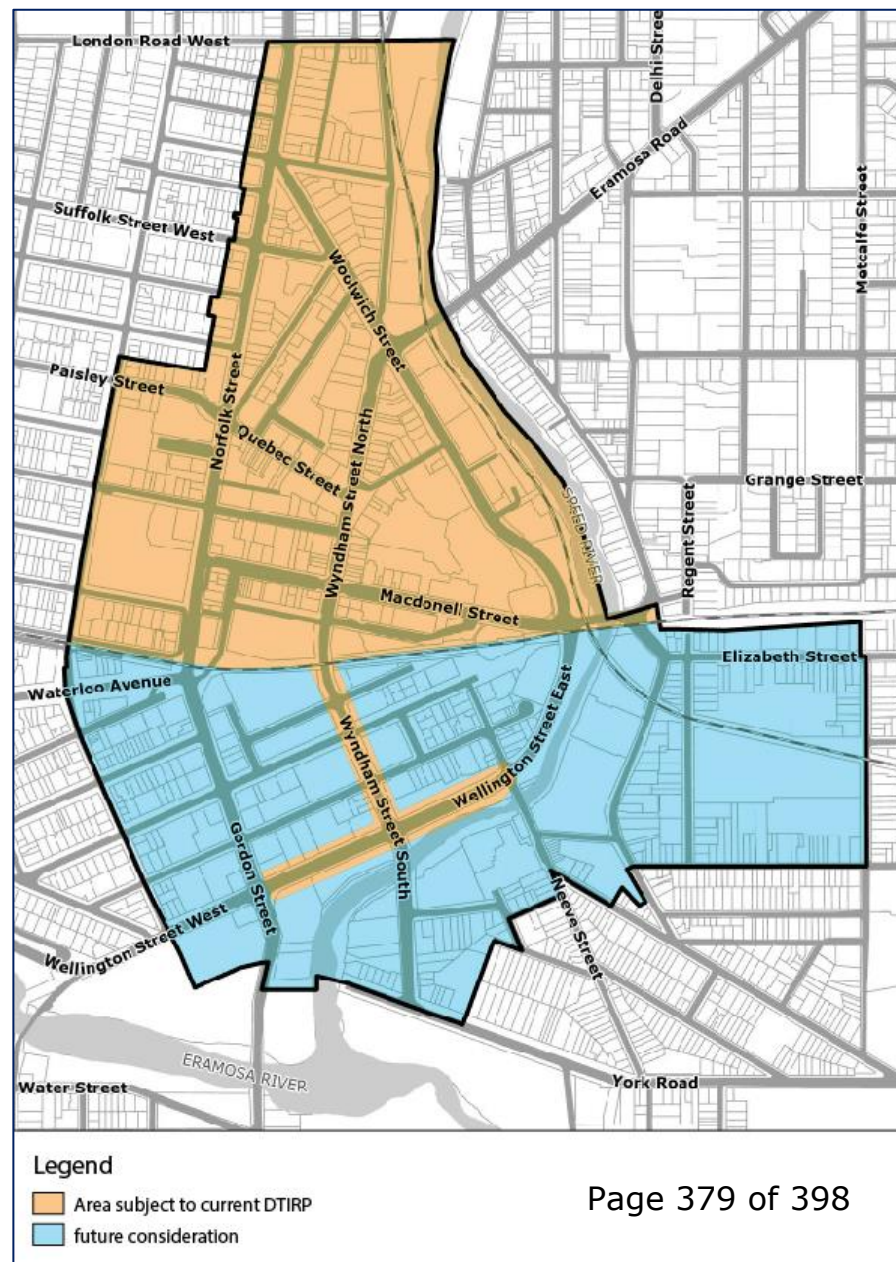 London Road West
Delhi Stree
Eramosa Road
Metcalfe Street
Suffolk Street West
Woolwich Street
Paisley Street
Norfolk Street
Quebec Street
Wyndham Street North
Grange Street
SPEED RIVER
Regent Street
Macdonell Street
Elizabeth Street
Waterloo Avenue
Wyndham Street South
Wellington Street East
Gordon Street
Wellington Street West
Neeve Street
ERAMOSA RIVER
York Road
Water Street
Legend
Area subject to current DTIRP
future consideration
Page 379 of 398